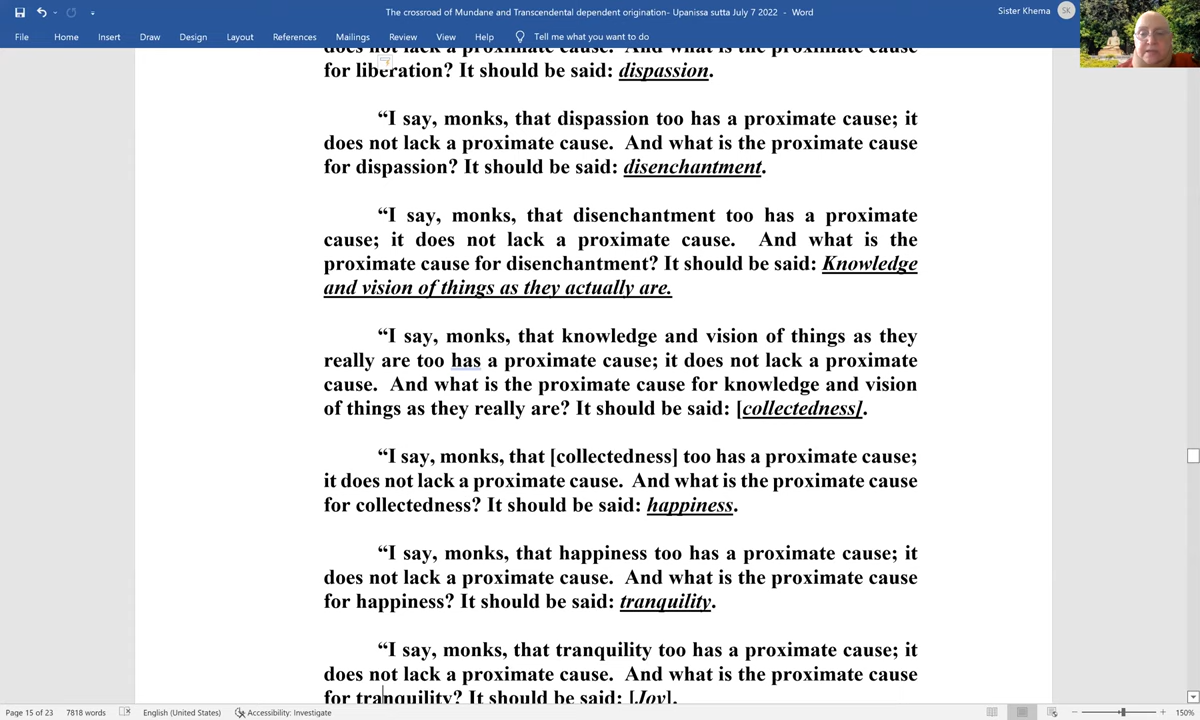 The crossroad of Mundane and Transcendental dependent origination- Upanissa sutta July 7 2022 - Word
Sister Khema SK
File Home Insert Draw Design Layout References Mailings Review View Help Tell me what you want to do
does not lack a proximate cause. And what is the proximate cause
for liberation? It should be said: dispassion.
“I say, monks, that dispassion too has a proximate cause; it
does not lack a proximate cause. And what is the proximate cause
for dispassion? It should be said: disenchantment.
“I say, monks, that disenchantment too has a proximate
cause; it does not lack a proximate cause. And what is the
proximate cause for disenchantment? It should be said: Knowledge
and vision of things as they actually are.
“I say, monks, that knowledge and vision of things as they
really are too has a proximate cause; it does not lack a proximate
cause. And what is the proximate cause for knowledge and vision
of things as they really are? It should be said: [collectedness].
“I say, monks, that [collectedness] too has a proximate cause;
it does not lack a proximate cause. And what is the proximate cause
for collectedness? It should be said: happiness.
“I say, monks, that happiness too has a proximate cause; it
does not lack a proximate cause. And what is the proximate cause
for happiness? It should be said: tranquility.
“I say, monks, that tranquility too has a proximate cause; it
does not lack a proximate cause. And what is the proximate cause
for tranquility? It should be said: [Joy].
Page 15 of 23 7818 words English (United States) Accessibility: Investigate 150%